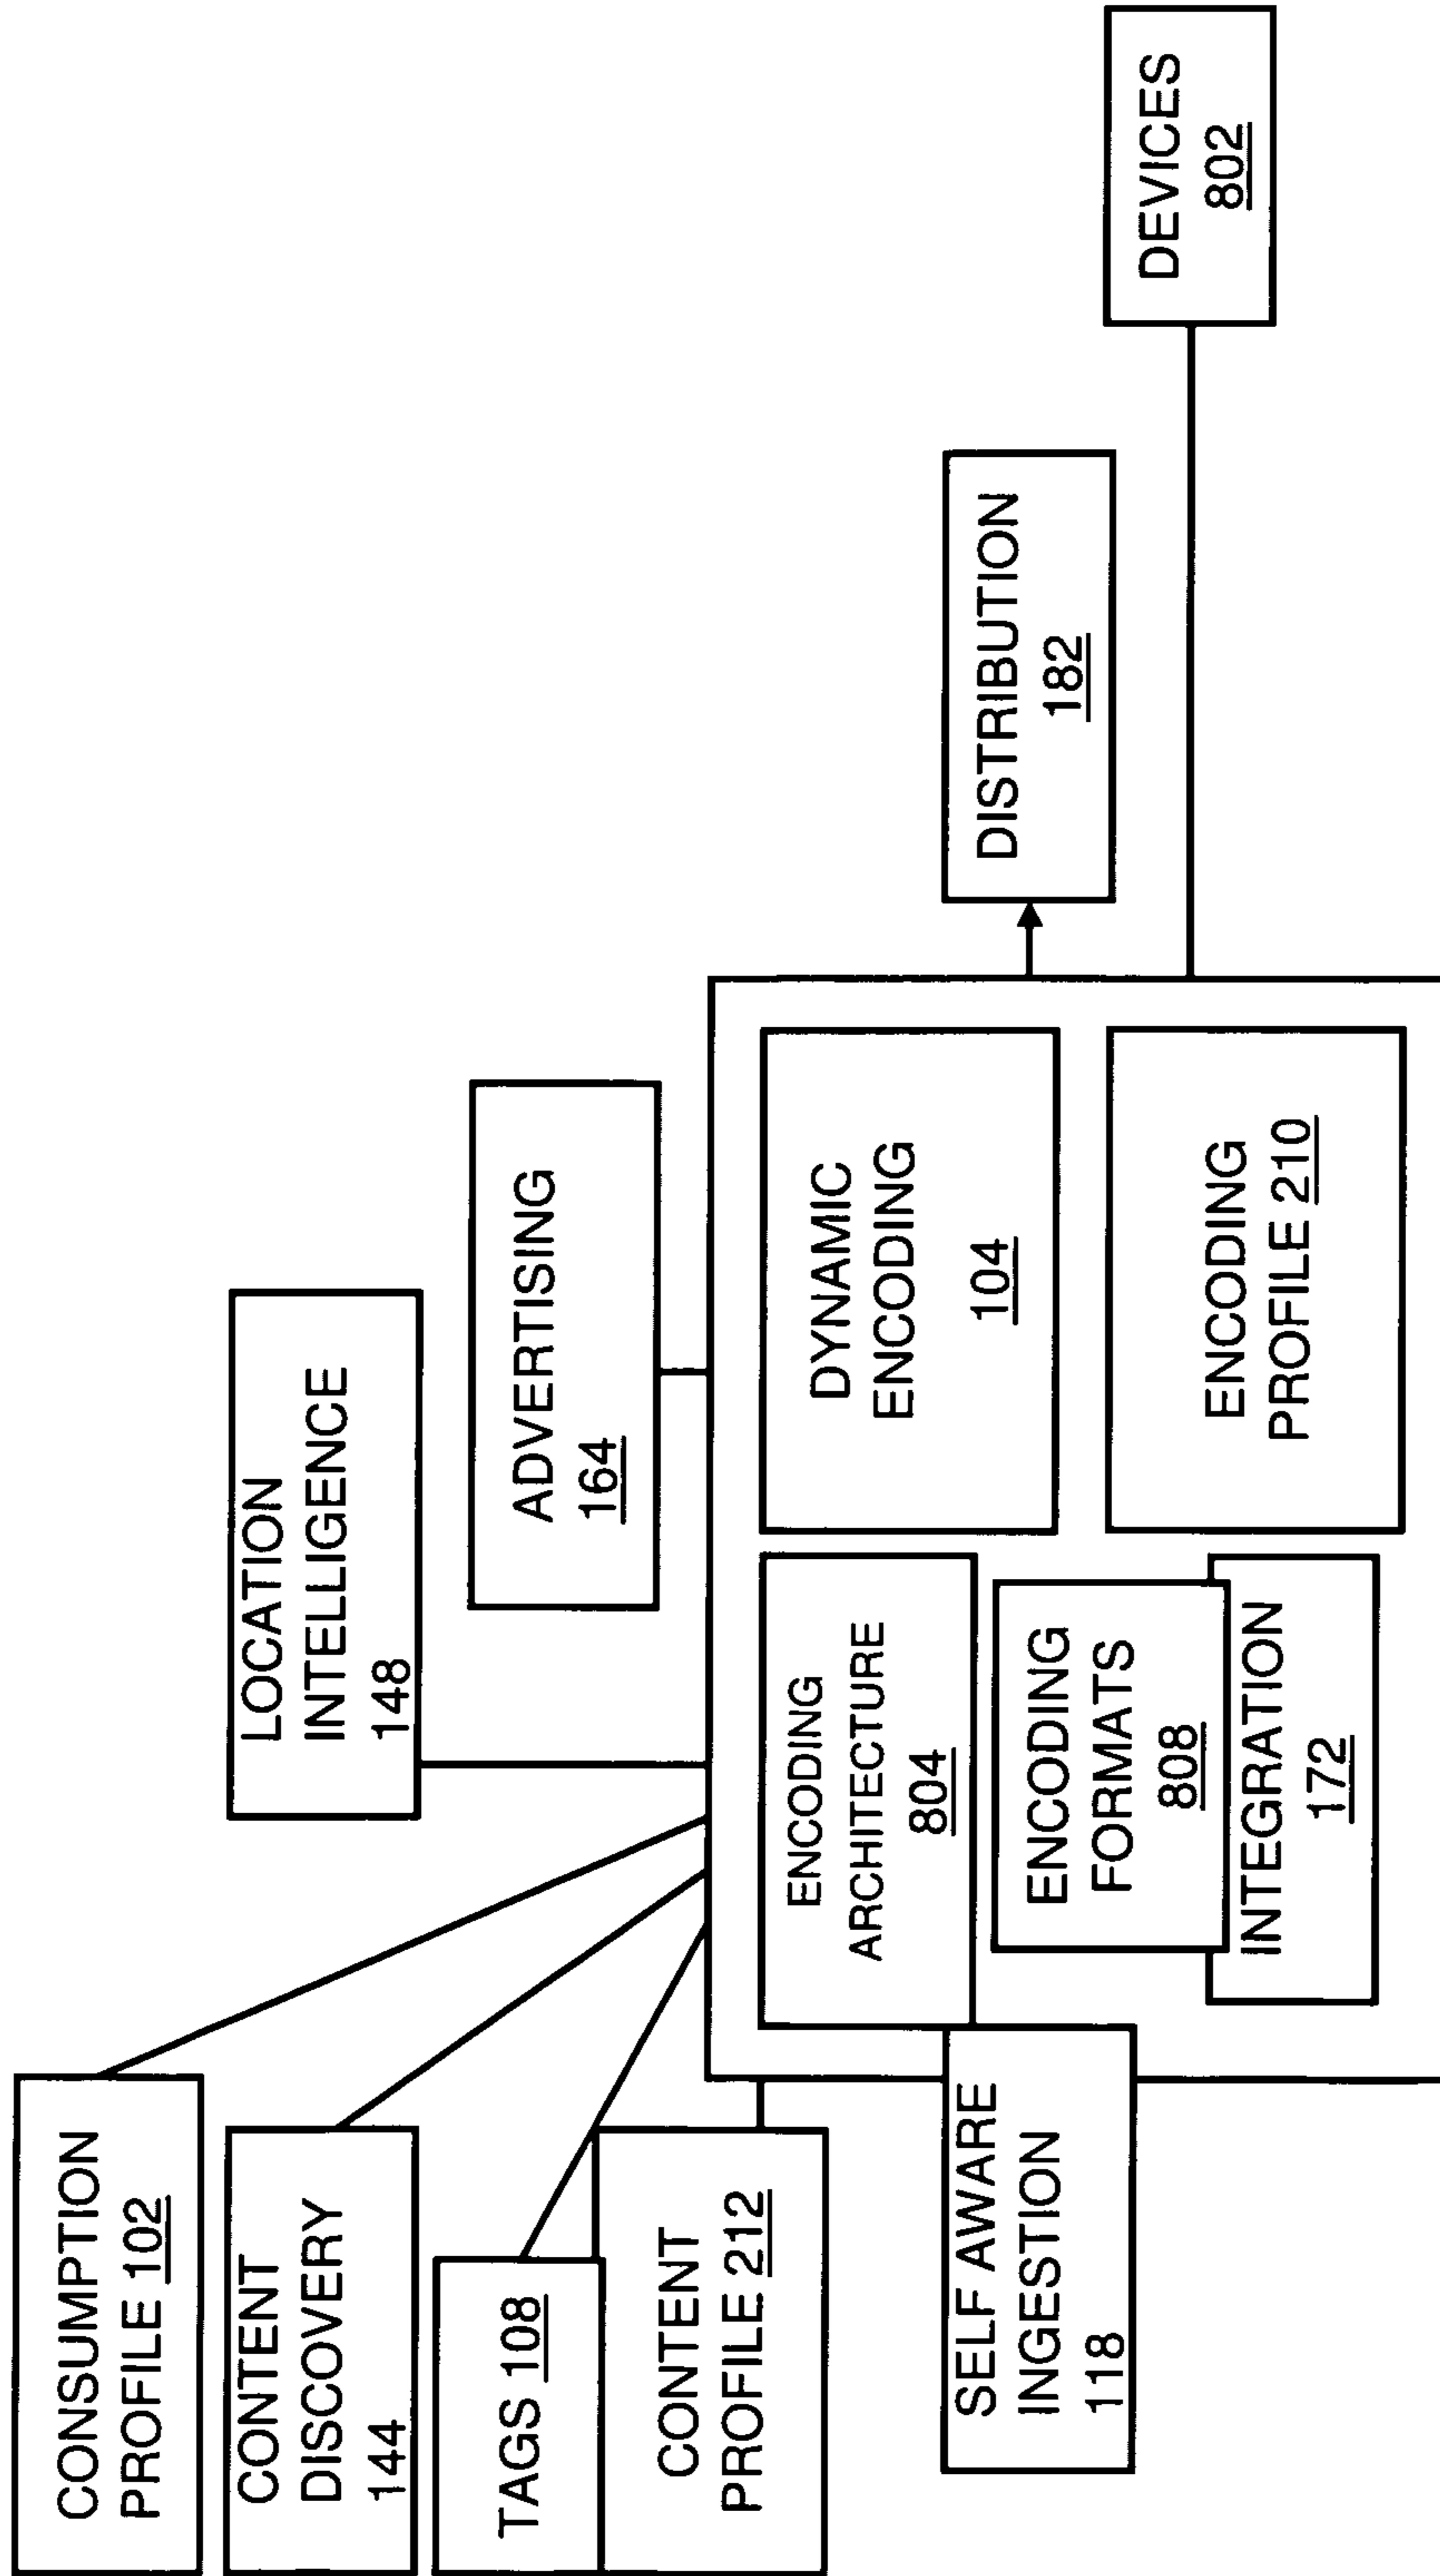 CONSUMPTION
PROFILE 102
CONTENT
DISCOVERY
144
TAGS 108
CONTENT
PROFILE 212
SELF AWARE
INGESTION
118
LOCATION
INTELLIGENCE
148
ADVERTISING
164
ENCODING
ARCHITECTURE
804
ENCODING
FORMATS
808
INTEGRATION
172
DYNAMIC
ENCODING
104
ENCODING
PROFILE 210
DISTRIBUTION
182
DEVICES
802